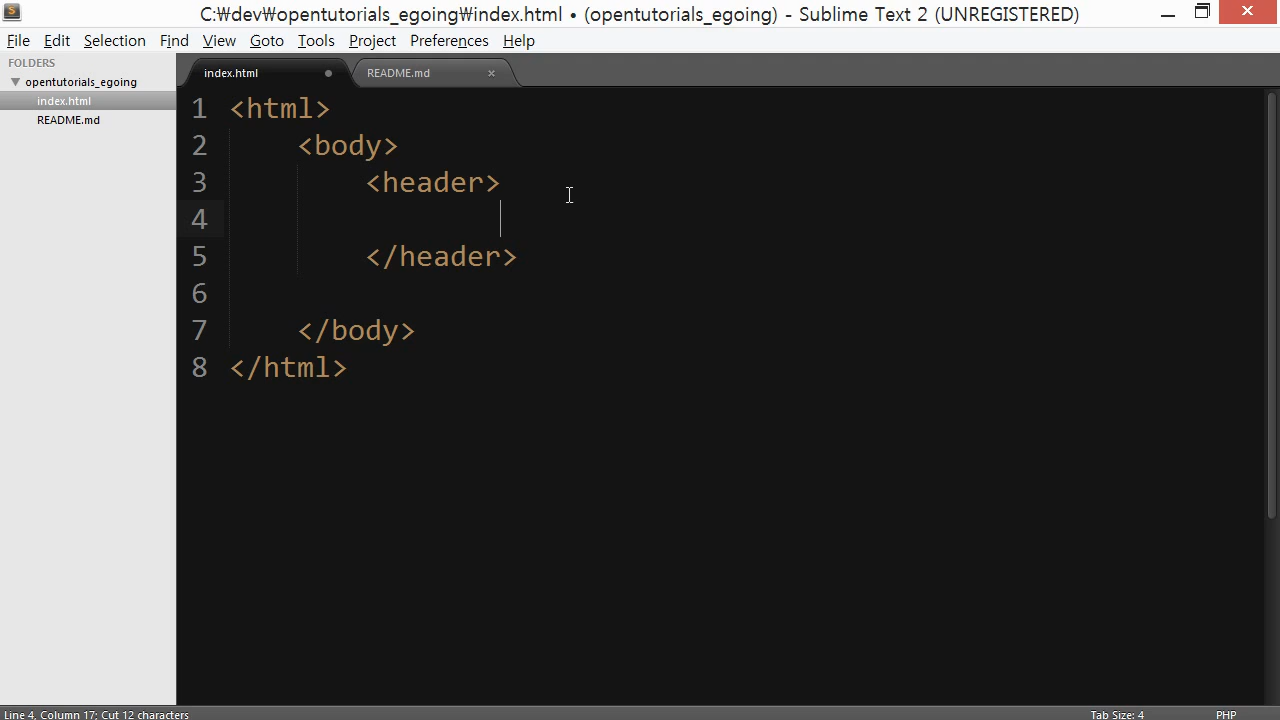 C:₩dev₩opentutorials_egoing₩index.html • (opentutorials_egoing) - Sublime Text 2 (UNREGISTERED)
File Edit Selection Find View Goto Tools Project Preferences Help
FOLDERS
opentutorials_egoing
index.html
README.md
index.html README.md
1 <html>
2 <body>
3 <header>
4
5 </header>
6
7 </body>
8 </html>
Line 4, Column 17; Cut 12 characters Tab Size: 4 PHP